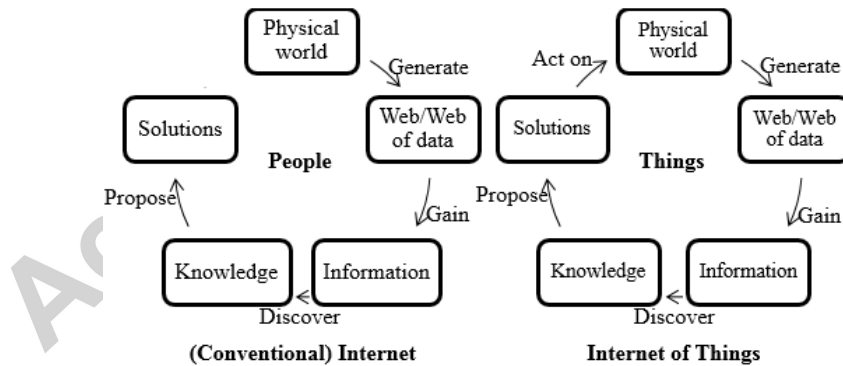 Physical
world
Generate
Web/Web
of data
Solutions
People
Propose
Gain
Knowledge
Information
Discover
(Conventional) Internet
Physical
world
Act on
Generate
Web/Web
of data
Solutions
Things
Propose
Gain
Knowledge
Information
Discover
Internet of Things